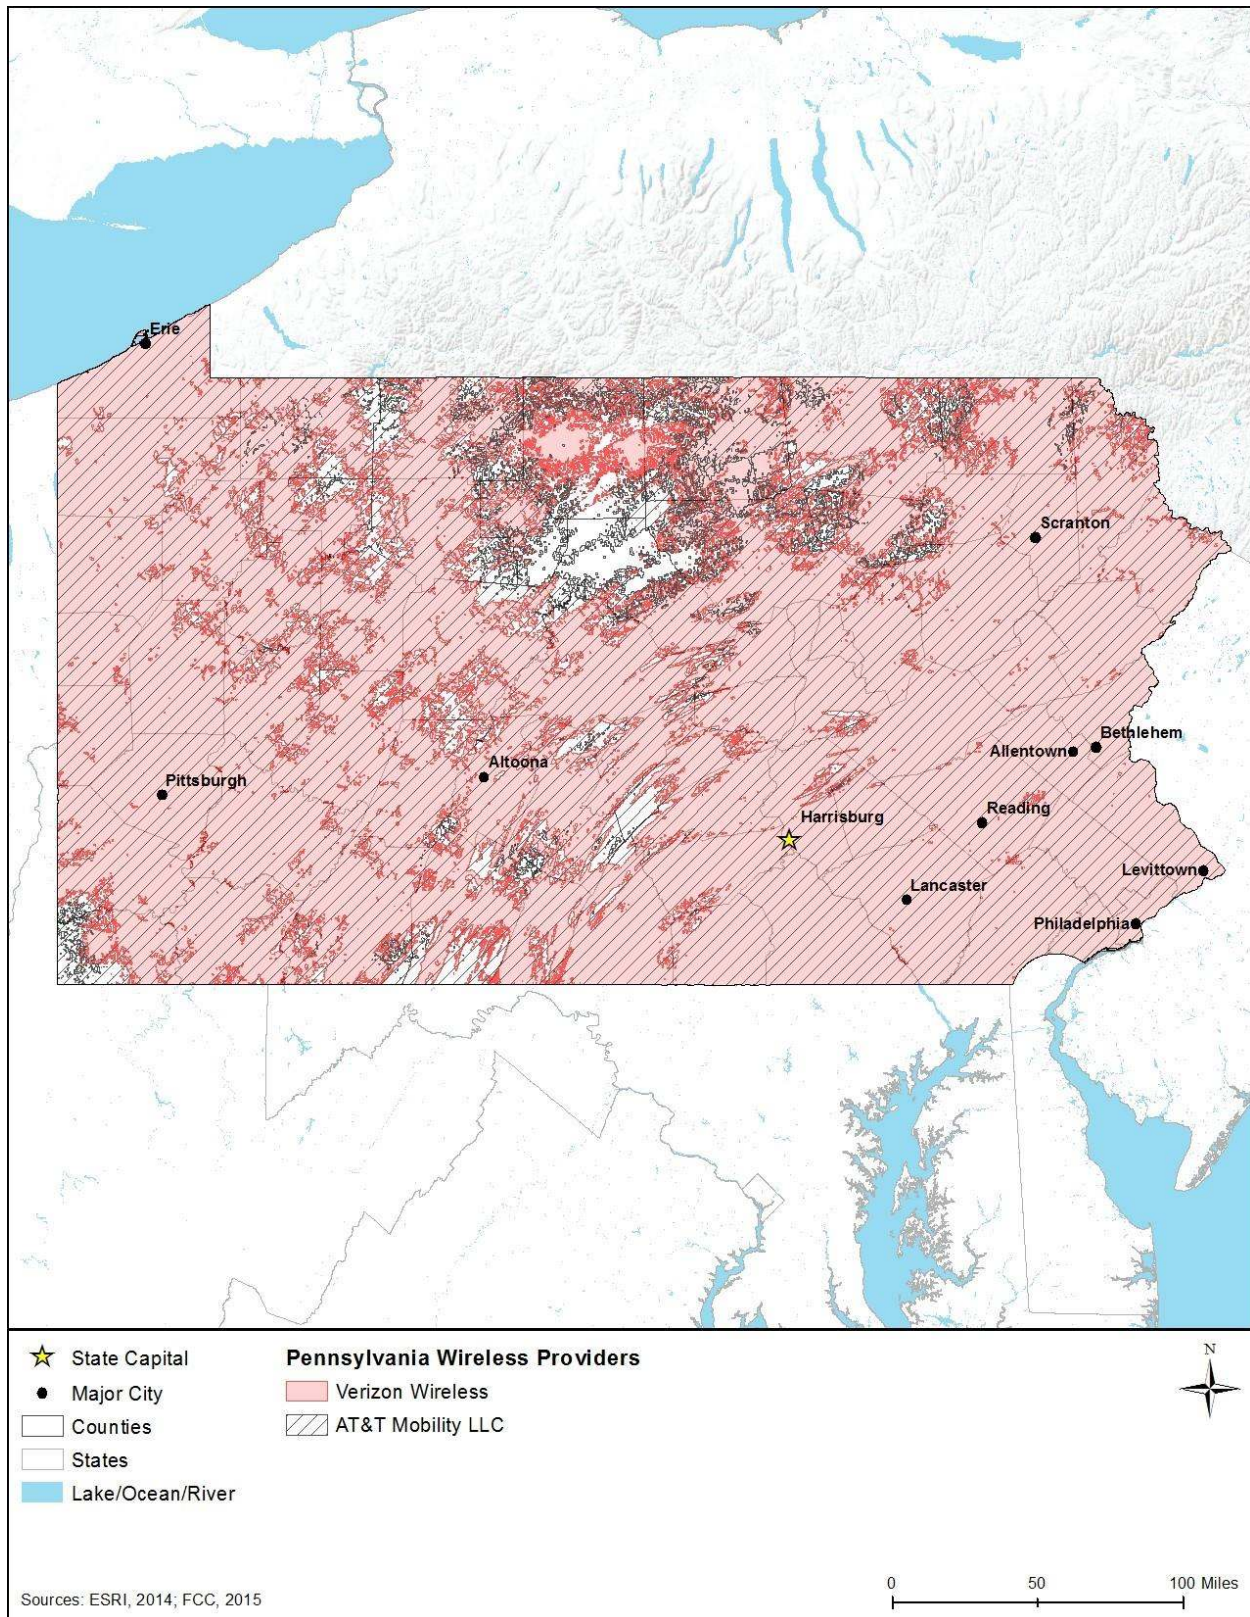 Erie
Scranton
Bethlehem
Allentown
Altoona
Pittsburgh
Reading
Harrisburg
Levittown
Lancaster
Philadelphia
State Capital
Pennsylvania Wireless Providers
N
Major City
Verizon Wireless
Counties
AT&T Mobility LLC
States
Lake/Ocean/River
0 50 100 Miles
Sources: ESRI, 2014; FCC, 2015